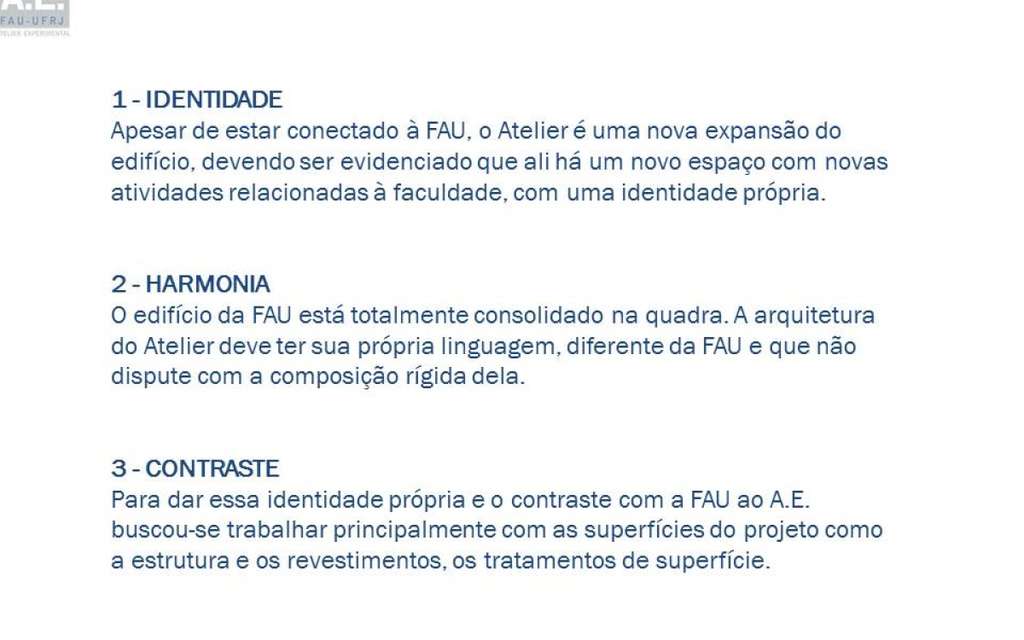 A.E.
FAU-UFRJ
ATELIER EXPERIMENTAL
1 - IDENTIDADE
Apesar de estar conectado à FAU, o Atelier é uma nova expansão do
edifício, devendo ser evidenciado que ali há um novo espaço com novas
atividades relacionadas à faculdade, com uma identidade própria.
2 - HARMONIA
O edifício da FAU está totalmente consolidado na quadra. A arquitetura
do Atelier deve ter sua própria linguagem, diferente da FAU e que não
dispute com a composição rígida dela.
3 - CONTRASTE
Para dar essa identidade própria e o contraste com a FAU ao A.E.
buscou-se trabalhar principalmente com as superfícies do projeto como
a estrutura e os revestimentos, os tratamentos de superfície.